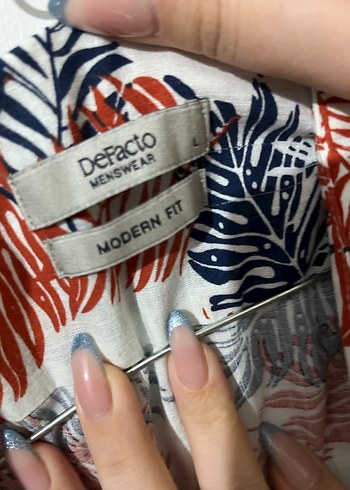 DeFacto
MENSWEAR
L
MODERN FIT